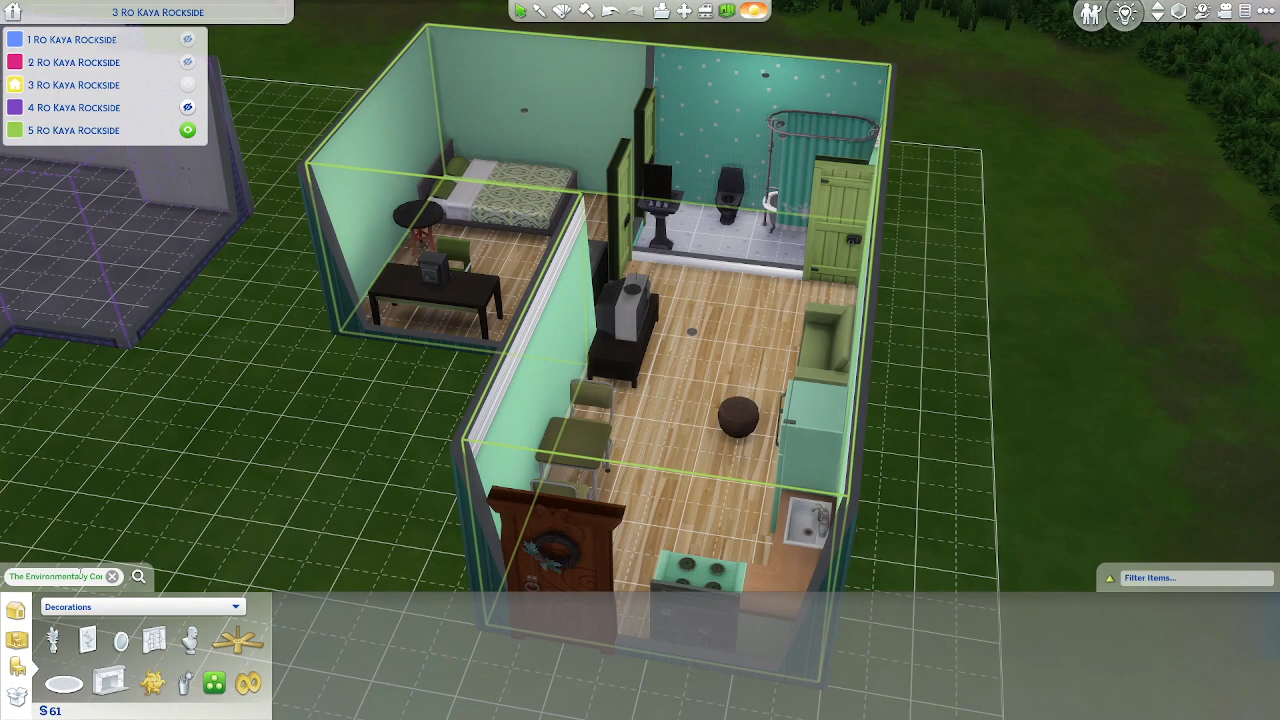 3 Ro Kaya Rockside
1 Ro Kaya Rockside
2 Ro Kaya Rockside
3 Ro Kaya Rockside
4 Ro Kaya Rockside
5 Ro Kaya Rockside
The Environmentally Co
Filter Items...
Decorations
§61